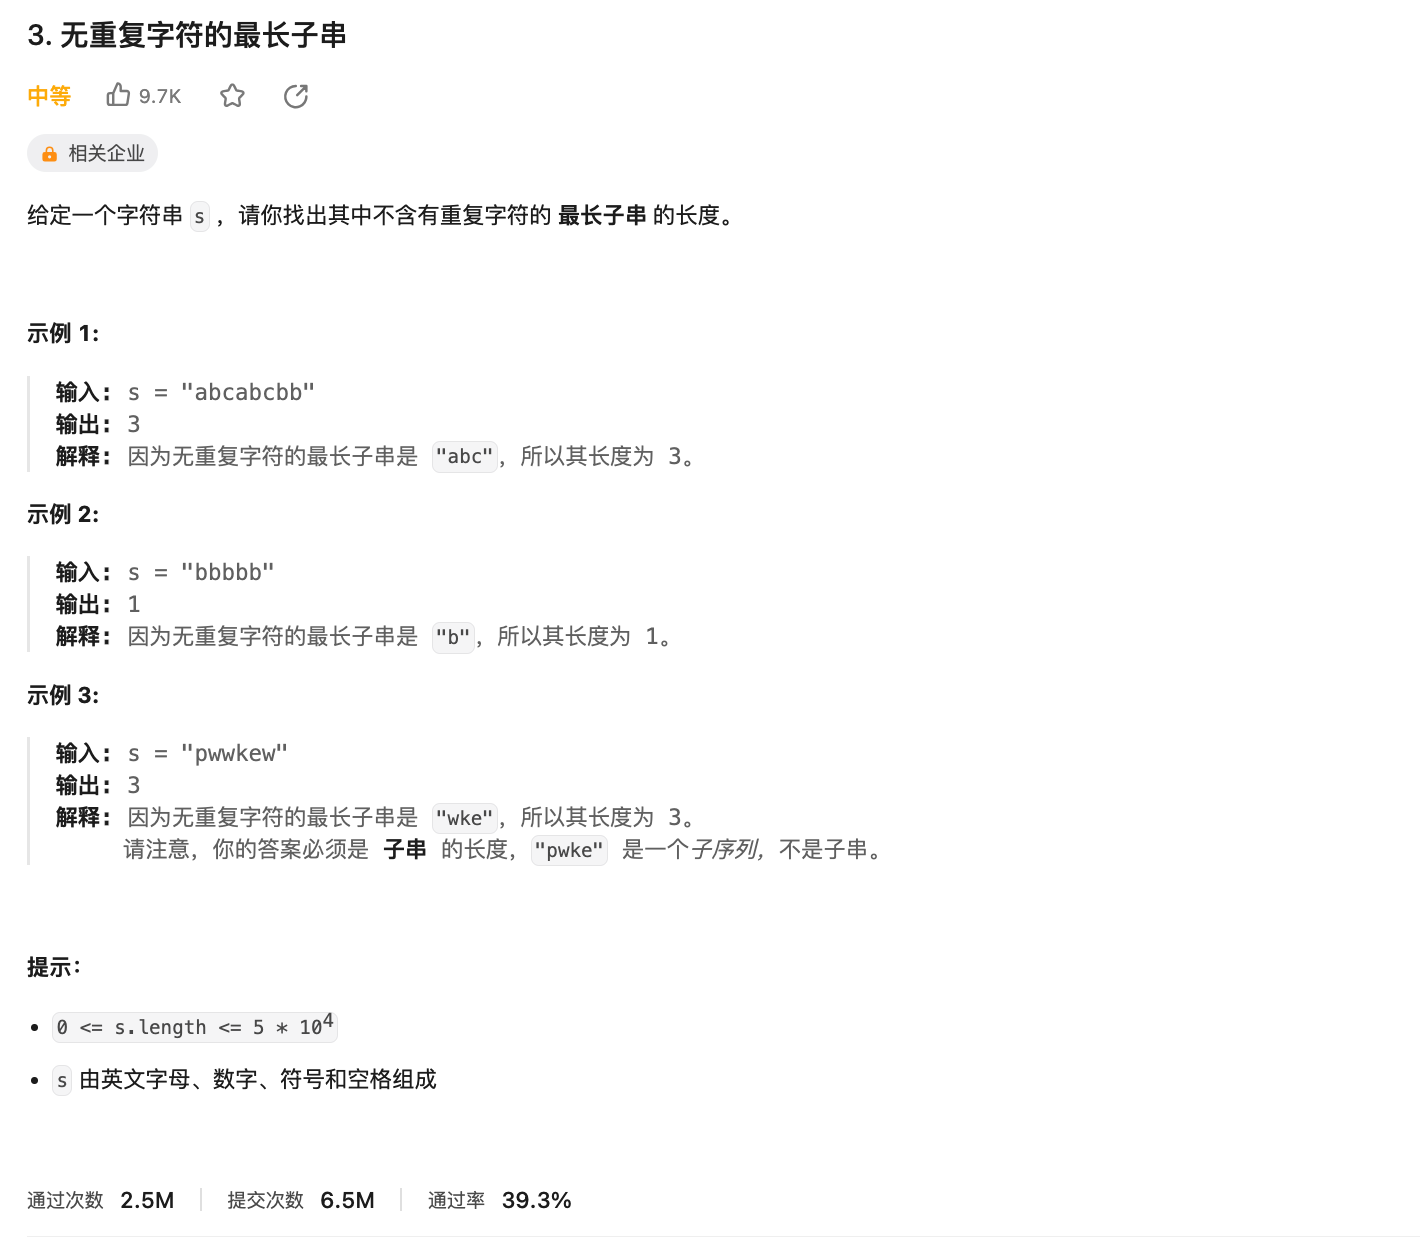 3. 无重复字符的最长子串
中等 9.7K
相关企业
给定一个字符串 s ，请你找出其中不含有重复字符的 最长子串 的长度。
示例 1:
输入: s = "abcabcbb"
输出: 3
解释: 因为无重复字符的最长子串是 "abc"，所以其长度为 3。
示例 2:
输入: s = "bbbbb"
输出: 1
解释: 因为无重复字符的最长子串是 "b"，所以其长度为 1。
示例 3:
输入: s = "pwwkew"
输出: 3
解释: 因为无重复字符的最长子串是 "wke"，所以其长度为 3。
请注意，你的答案必须是 子串 的长度，"pwke" 是一个子序列，不是子串。
提示：
• 0 <= s.length <= 5 * 10⁴
• s 由英文字母、数字、符号和空格组成
通过次数 2.5M | 提交次数 6.5M | 通过率 39.3%